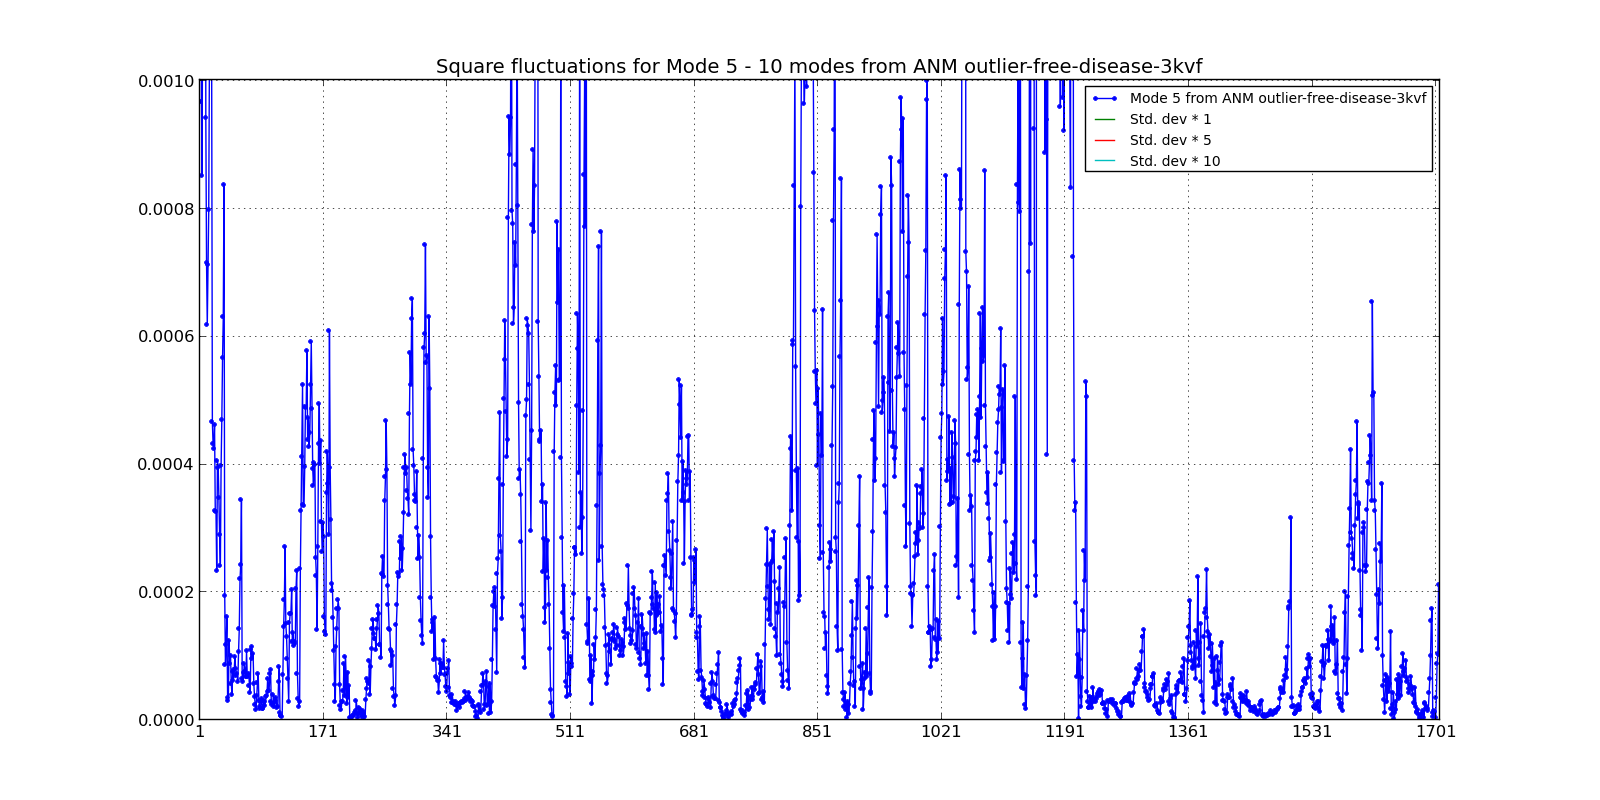 Square fluctuations for Mode 5 - 10 modes from ANM outlier-free-disease-3kvf
0.0010
Mode 5 from ANM outlier-free-disease-3kvf
Std. dev * 1
Std. dev * 5
Std. dev * 10
0.0008
0.0006
0.0004
0.0002
0.0000
1 171 341 511 681 851 1021 1191 1361 1531 1701